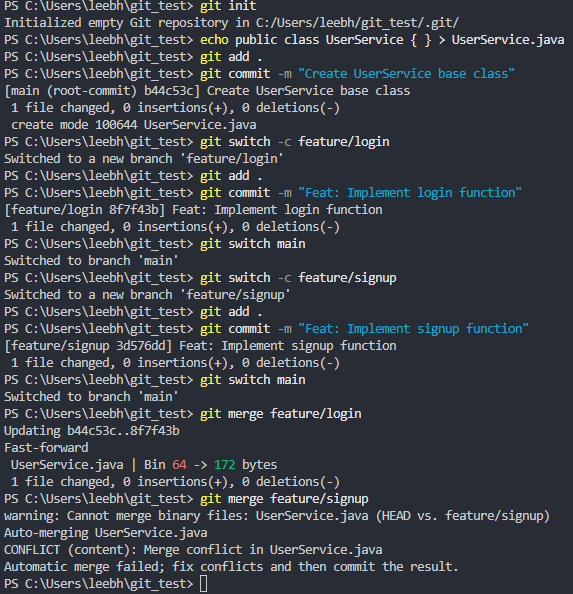 PS C:\Users\leebh\git_test> git init
Initialized empty Git repository in C:/Users/leebh/git_test/.git/
PS C:\Users\leebh\git_test> echo public class UserService { } > UserService.java
PS C:\Users\leebh\git_test> git add .
PS C:\Users\leebh\git_test> git commit -m "Create UserService base class"
[main (root-commit) b44c53c] Create UserService base class
 1 file changed, 0 insertions(+), 0 deletions(-)
 create mode 100644 UserService.java
PS C:\Users\leebh\git_test> git switch -c feature/login
Switched to a new branch 'feature/login'
PS C:\Users\leebh\git_test> git add .
PS C:\Users\leebh\git_test> git commit -m "Feat: Implement login function"
[feature/login 8f7f43b] Feat: Implement login function
 1 file changed, 0 insertions(+), 0 deletions(-)
PS C:\Users\leebh\git_test> git switch main
Switched to branch 'main'
PS C:\Users\leebh\git_test> git switch -c feature/signup
Switched to a new branch 'feature/signup'
PS C:\Users\leebh\git_test> git add .
PS C:\Users\leebh\git_test> git commit -m "Feat: Implement signup function"
[feature/signup 3d576dd] Feat: Implement signup function
 1 file changed, 0 insertions(+), 0 deletions(-)
PS C:\Users\leebh\git_test> git switch main
Switched to branch 'main'
PS C:\Users\leebh\git_test> git merge feature/login
Updating b44c53c..8f7f43b
Fast-forward
 UserService.java | Bin 64 -> 172 bytes
 1 file changed, 0 insertions(+), 0 deletions(-)
PS C:\Users\leebh\git_test> git merge feature/signup
warning: Cannot merge binary files: UserService.java (HEAD vs. feature/signup)
Auto-merging UserService.java
CONFLICT (content): Merge conflict in UserService.java
Automatic merge failed; fix conflicts and then commit the result.
PS C:\Users\leebh\git_test>